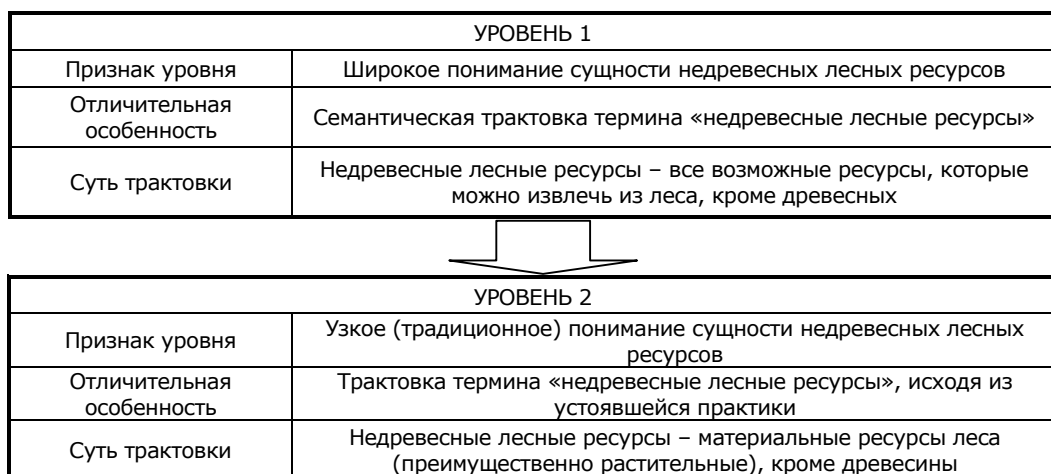 УРОВЕНЬ 1
Признак уровня
Широкое понимание сущности недревесных лесных ресурсов
Отличительная
особенность
Семантическая трактовка термина «недревесные лесные ресурсы»
Суть трактовки
Недревесные лесные ресурсы – все возможные ресурсы, которые
можно извлечь из леса, кроме древесных
УРОВЕНЬ 2
Признак уровня
Узкое (традиционное) понимание сущности недревесных лесных
ресурсов
Отличительная
особенность
Трактовка термина «недревесные лесные ресурсы», исходя из
устоявшейся практики
Суть трактовки
Недревесные лесные ресурсы – материальные ресурсы леса
(преимущественно растительные), кроме древесины